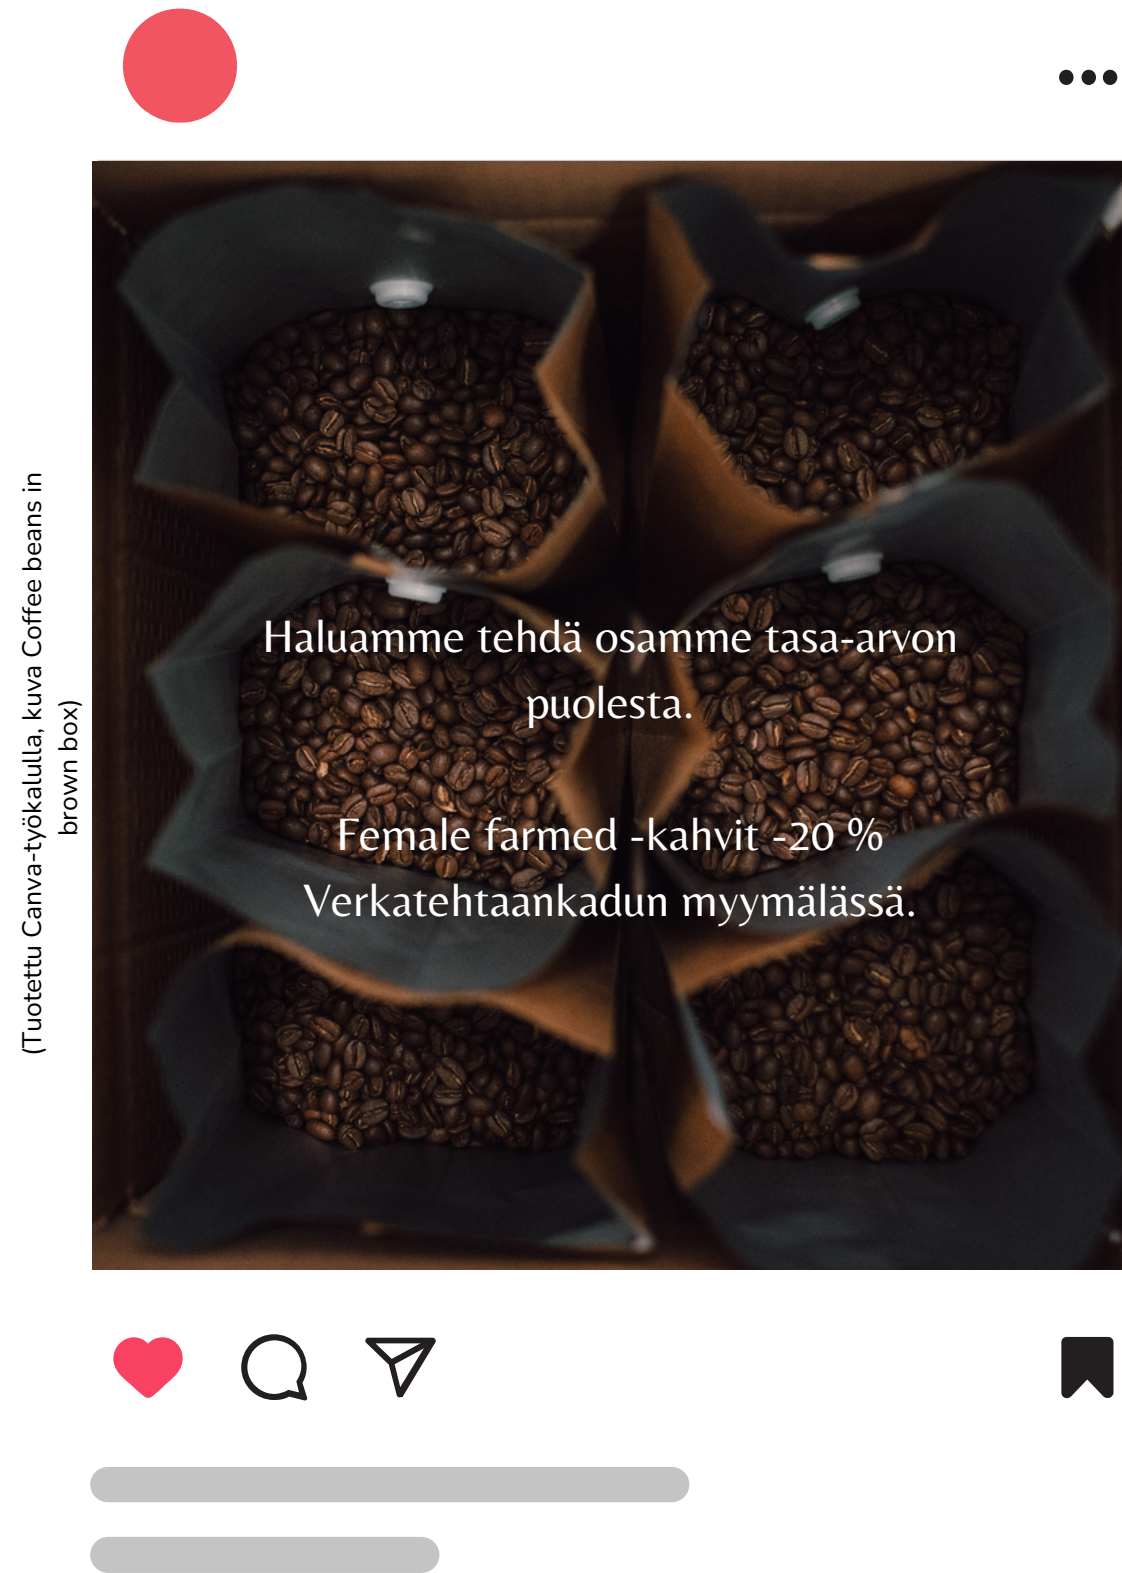 Haluamme tehdä osamme tasa-arvon
puolesta.
Female farmed -kahvit -20 %
Verkatehtaankadun myymälässä.
(Tuotettu Canva-työkalulla, kuva Coffee beans in
brown box)